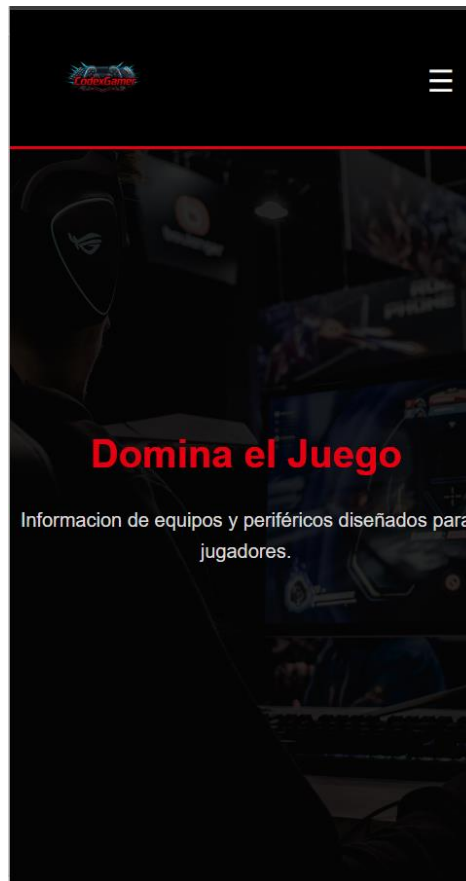 CodexGames
Domina el Juego
Informacion de equipos y periféricos diseñados para
jugadores.